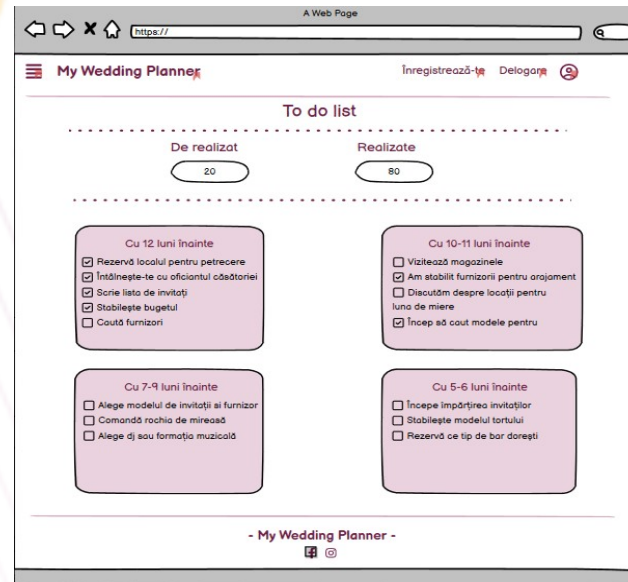 A Web Page
https://
My Wedding Planner
Înregistrează-te Delogare
To do list
De realizat
Realizate
20
80
Cu 12 luni înainte
Rezervă localul pentru petrecere
Întâlnește-te cu oficiantul căsătoriei
Scrie lista de invitați
Stabilește bugetul
Caută furnizori
Cu 10-11 luni înainte
Vizitează magazinele
Am stabilit furnizorii pentru arajament
Discutăm despre locații pentru
luna de miere
Încep să caut modele pentru
Cu 7-9 luni înainte
Alege modelul de invitații si furnizor
Comandă rochia de mireasă
Alege dj sau formația muzicală
Cu 5-6 luni înainte
Începe împărțirea invitațiilor
Stabilește modelul tortului
Rezervă ce tip de bar dorești
- My Wedding Planner -